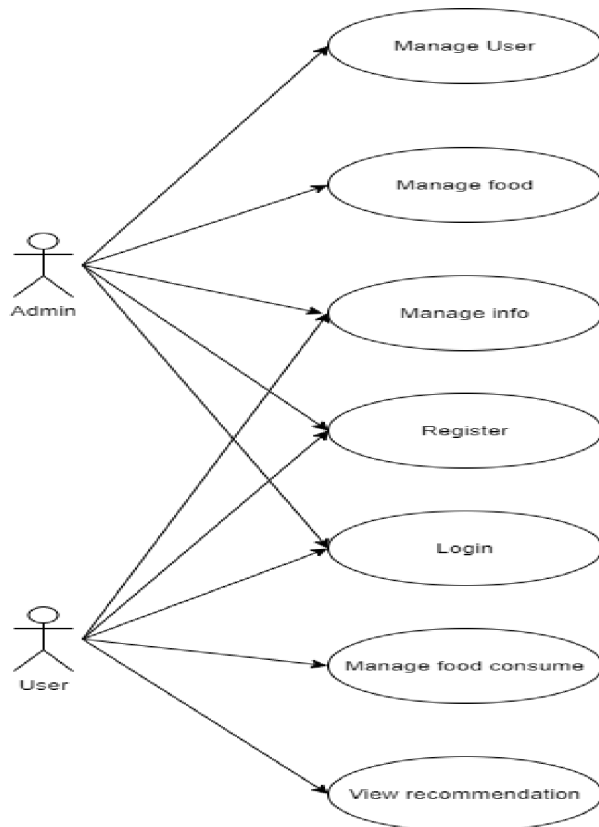 Manage User
Manage food
Admin
Manage info
Register
Login
User
Manage food consume
View recommendation